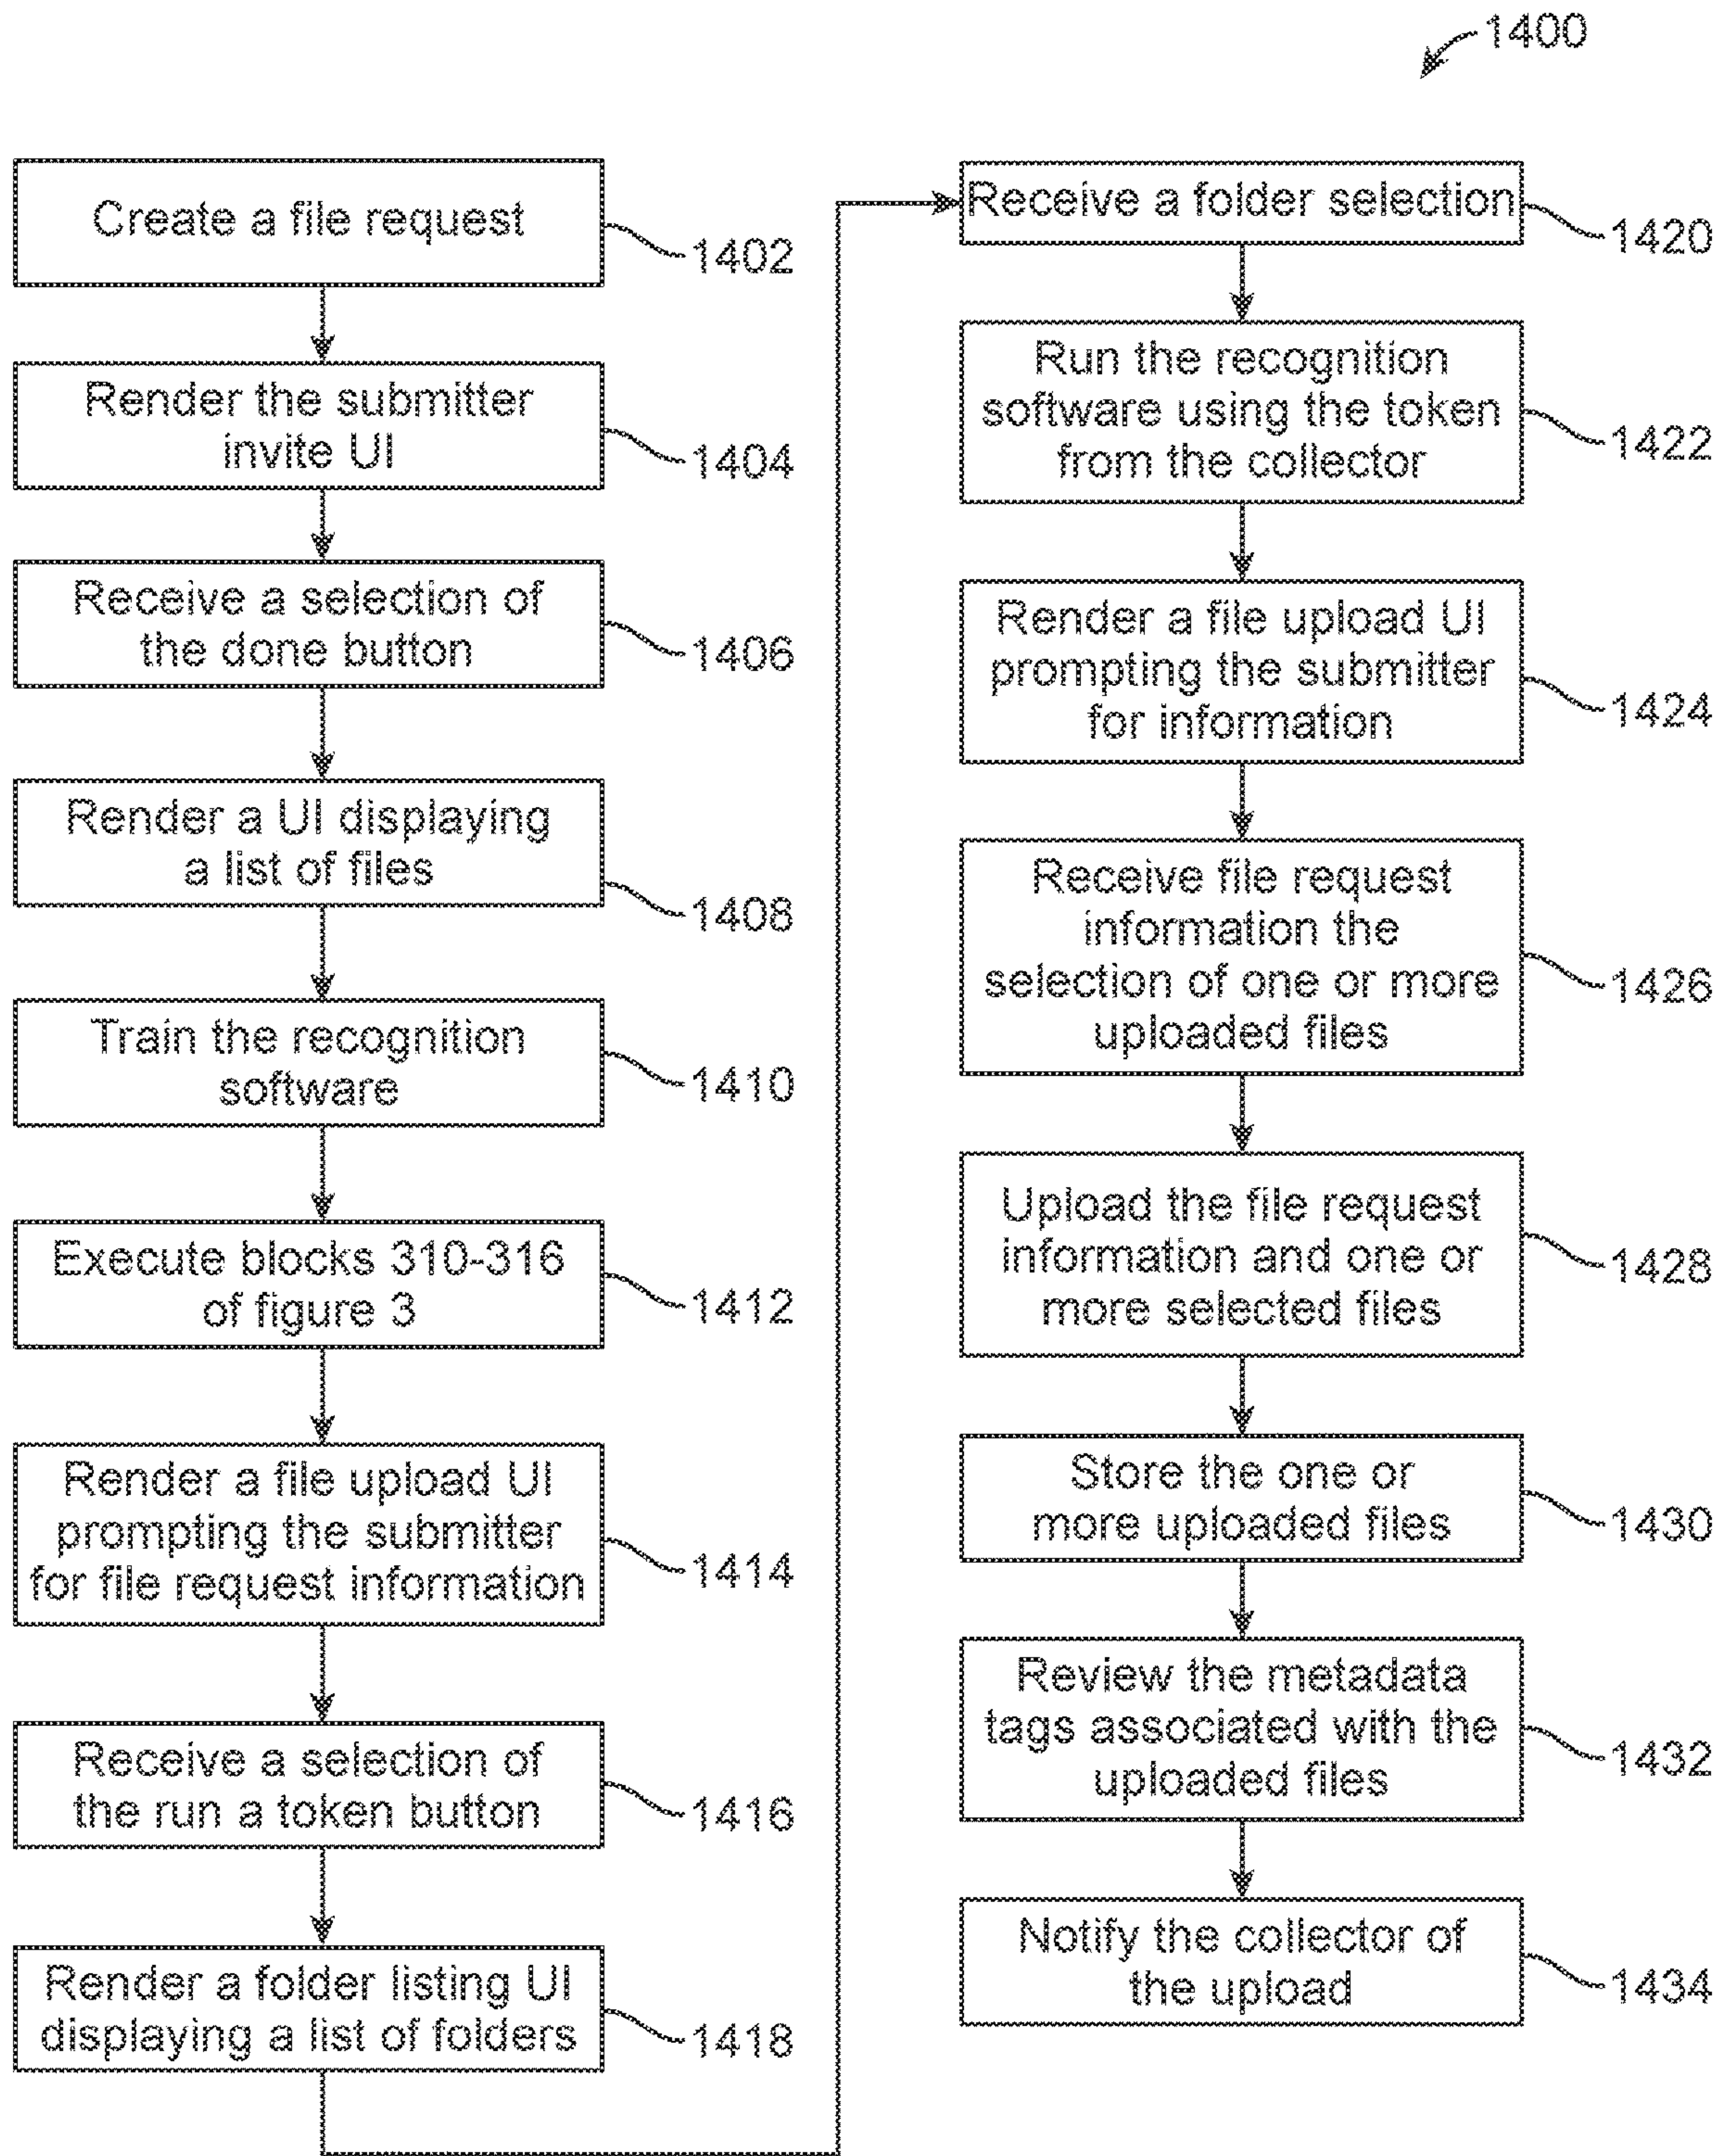 1400
Create a file request
1402
Render the submitter
invite UI
1404
Receive a selection of
the done button
1406
Render a UI displaying
a list of files
1408
Train the recognition
software
1410
Execute blocks 310-316
of figure 3
1412
Render a file upload UI
prompting the submitter
for file request information
1414
Receive a selection of
the run a token button
1416
Render a folder listing UI
displaying a list of folders
1418
Receive a folder selection
1420
Run the recognition
software using the token
from the collector
1422
Render a file upload UI
prompting the submitter
for information
1424
Receive file request
information the
selection of one or more
uploaded files
1426
Upload the file request
information and one or
more selected files
1428
Store the one or
more uploaded files
1430
Review the metadata
tags associated with the
uploaded files
1432
Notify the collector of
the upload
1434